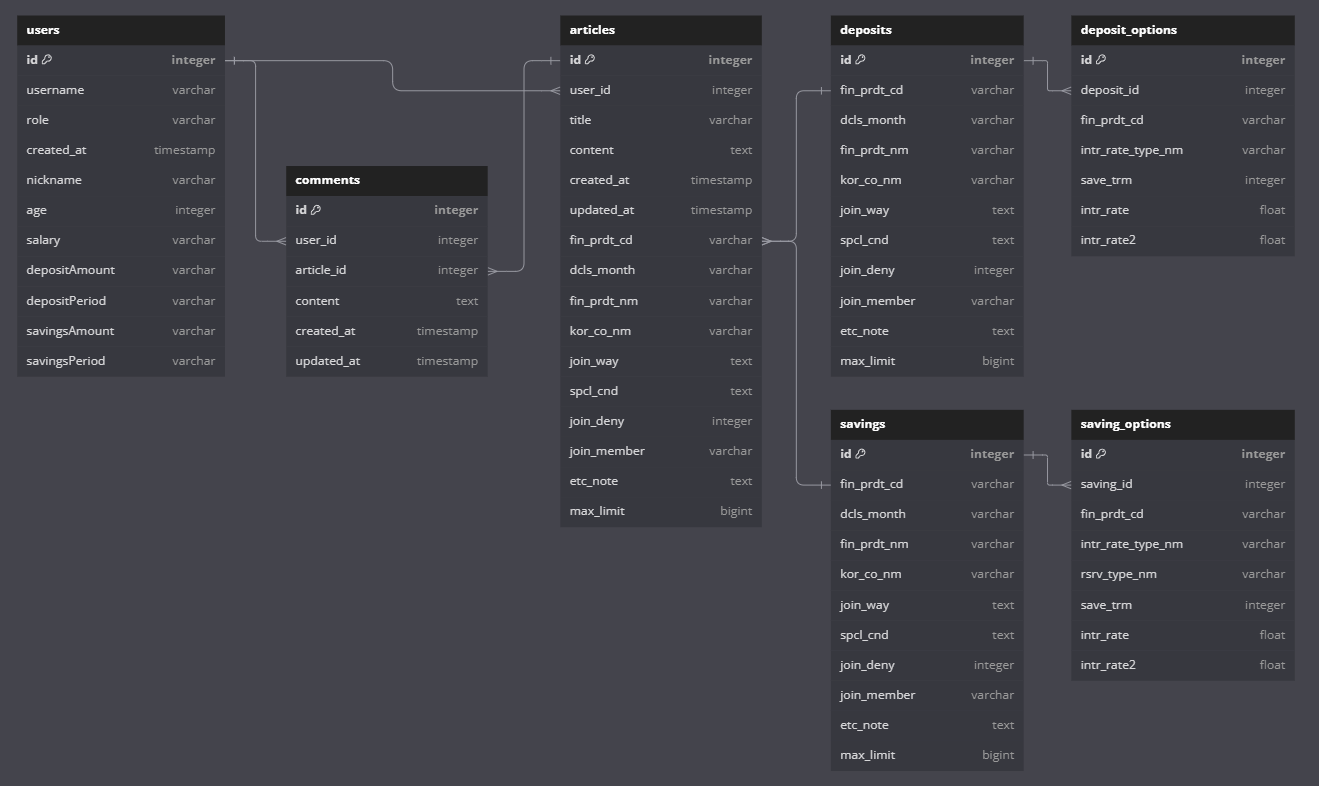 users
id integer
username varchar
role varchar
created_at timestamp
nickname varchar
age integer
salary varchar
depositAmount varchar
depositPeriod varchar
savingsAmount varchar
savingsPeriod varchar
comments
id integer
user_id integer
article_id integer
content text
created_at timestamp
updated_at timestamp
articles
id integer
user_id integer
title varchar
content text
created_at timestamp
updated_at timestamp
fin_prdt_cd varchar
dcls_month varchar
fin_prdt_nm varchar
kor_co_nm varchar
join_way text
spcl_cnd text
join_deny integer
join_member varchar
etc_note text
max_limit bigint
deposits
id integer
fin_prdt_cd varchar
dcls_month varchar
fin_prdt_nm varchar
kor_co_nm varchar
join_way text
spcl_cnd text
join_deny integer
join_member varchar
etc_note text
max_limit bigint
deposit_options
id integer
deposit_id integer
fin_prdt_cd varchar
intr_rate_type_nm varchar
save_trm integer
intr_rate float
intr_rate2 float
savings
id integer
fin_prdt_cd varchar
dcls_month varchar
fin_prdt_nm varchar
kor_co_nm varchar
join_way text
spcl_cnd text
join_deny integer
join_member varchar
etc_note text
max_limit bigint
saving_options
id integer
saving_id integer
fin_prdt_cd varchar
intr_rate_type_nm varchar
rsrv_type_nm varchar
save_trm integer
intr_rate float
intr_rate2 float